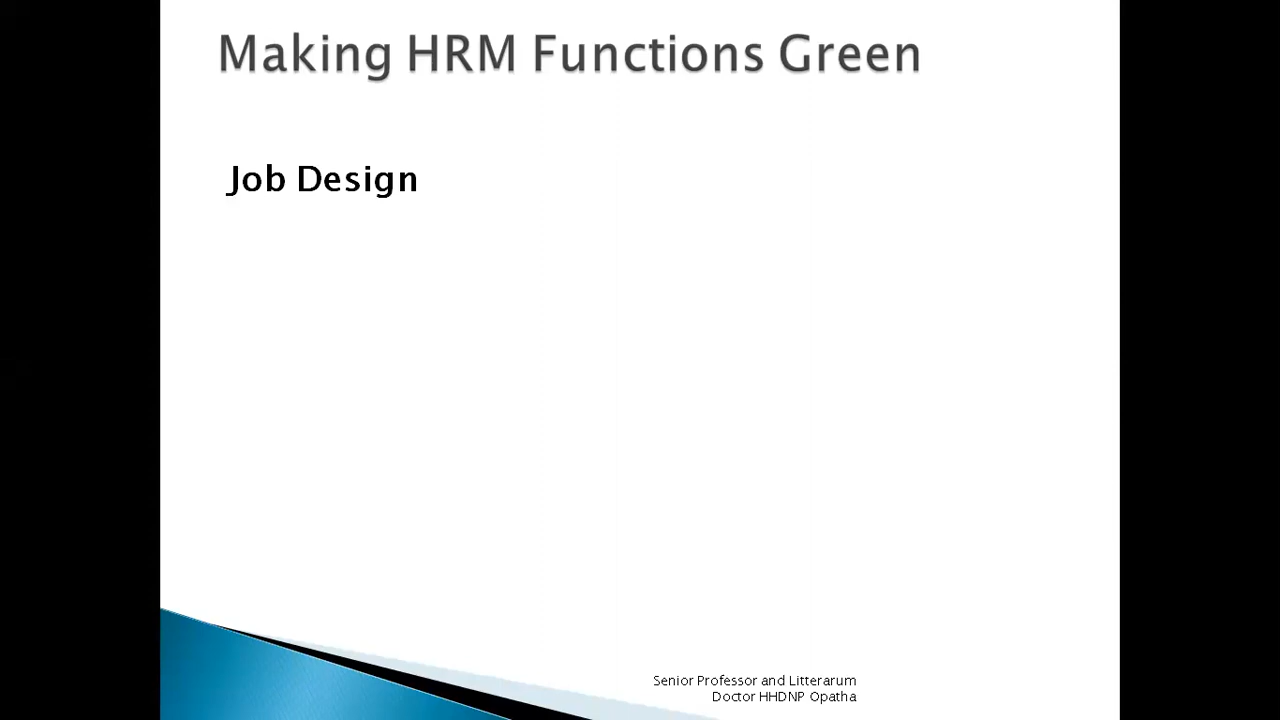 Making HRM Functions Green
Job Design
Senior Professor and Litterarum
Doctor HHDNP Opatha